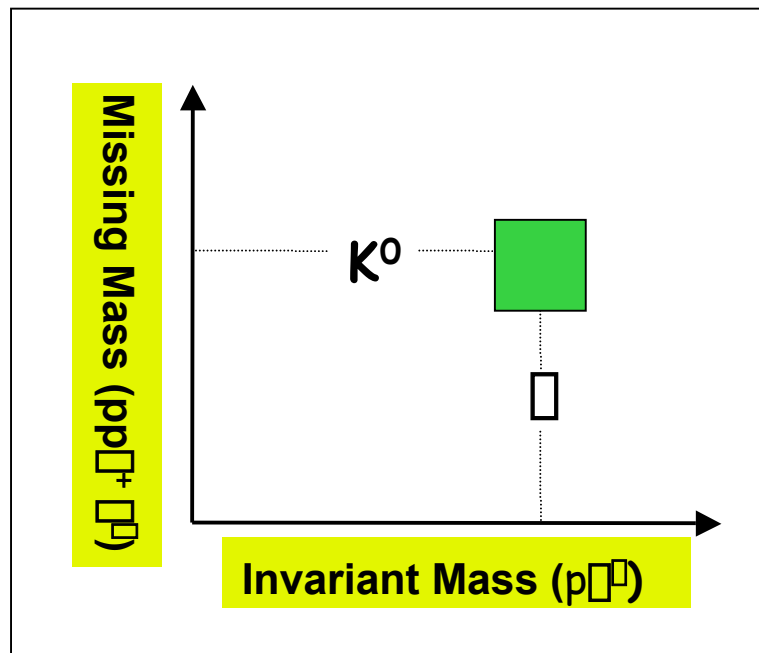 Missing Mass (pp□+ □□)
K⁰
□
Invariant Mass (p□□)